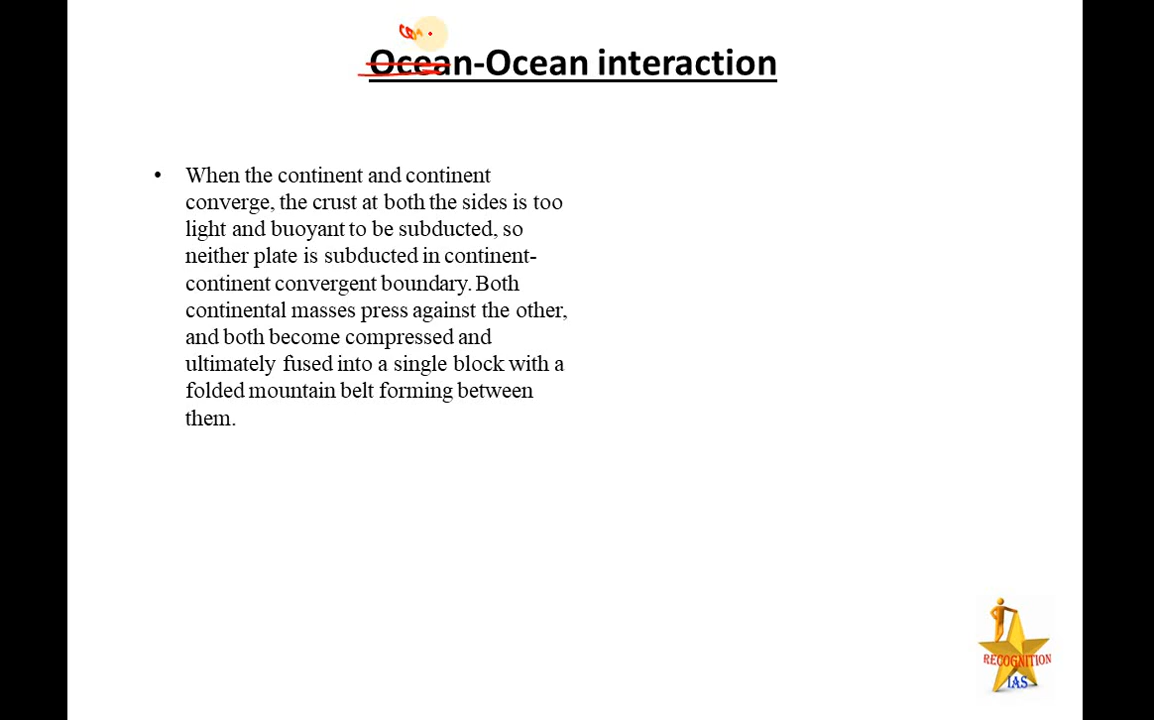 Ocean-Ocean interaction
• When the continent and continent
converge, the crust at both the sides is too
light and buoyant to be subducted, so
neither plate is subducted in continent-
continent convergent boundary. Both
continental masses press against the other,
and both become compressed and
ultimately fused into a single block with a
folded mountain belt forming between
them.
RECOGNITION
IAS